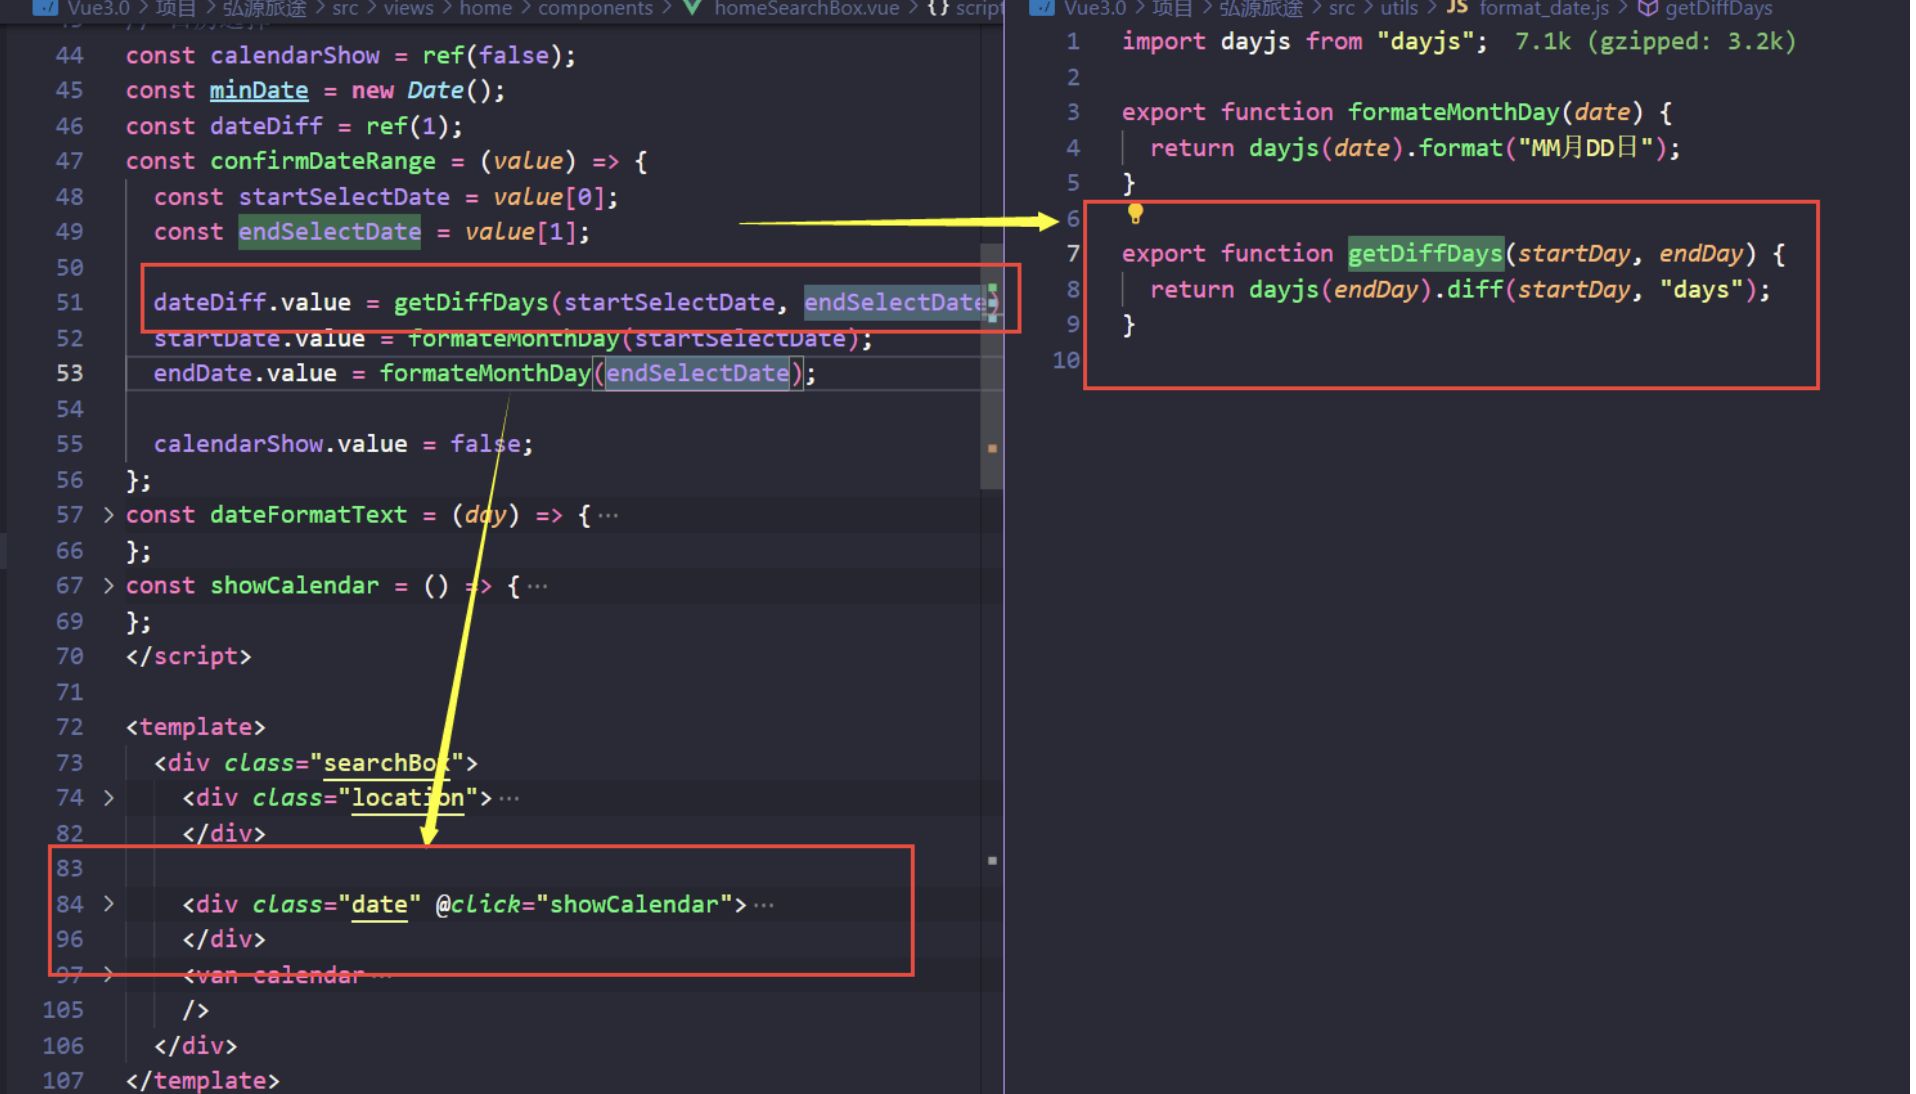 Vue3.0 > 项目 > 弘源旅途 > src > views > home > components > homeSearchBox.vue > {} script
44 const calendarShow = ref(false);
45 const minDate = new Date();
46 const dateDiff = ref(1);
47 const confirmDateRange = (value) => {
48 const startSelectDate = value[0];
49 const endSelectDate = value[1];
50
51 dateDiff.value = getDiffDays(startSelectDate, endSelectDate)
52 startDate.value = formateMonthDay(startSelectDate);
53 endDate.value = formateMonthDay(endSelectDate);
54
55 calendarShow.value = false;
56 };
57 > const dateFormatText = (day) => { ···
66 };
67 > const showCalendar = () => { ···
69 };
70 </script>
71
72 <template>
73 <div class="searchBox">
74 > <div class="location"> ···
82 </div>
83
84 > <div class="date" @click="showCalendar"> ···
96 </div>
97 > <van-calendar ···
105 />
106 </div>
107 </template>
Vue3.0 > 项目 > 弘源旅途 > src > utils > JS format_date.js > getDiffDays
1 import dayjs from "dayjs"; 7.1k (gzipped: 3.2k)
2
3 export function formateMonthDay(date) {
4 return dayjs(date).format("MM月DD日");
5 }
6
7 export function getDiffDays(startDay, endDay) {
8 return dayjs(endDay).diff(startDay, "days");
9 }
10